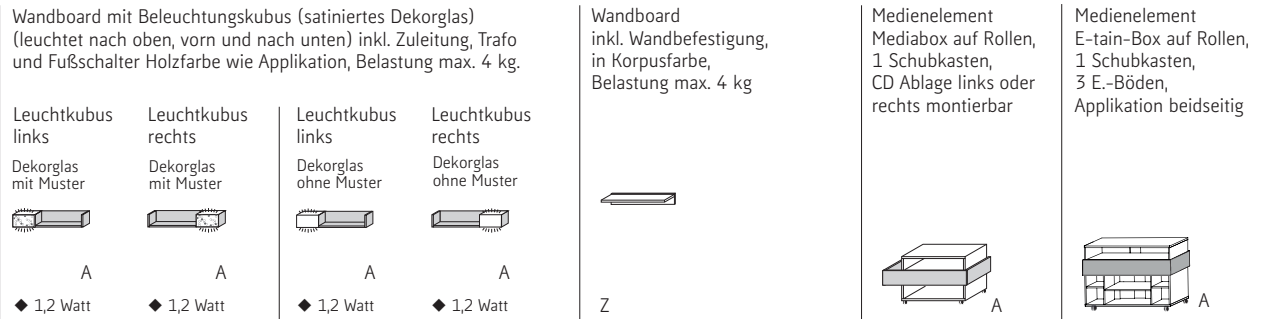 Wandboard mit Beleuchtungskubus (satiniertes Dekorglas)
(leuchtet nach oben, vorn und nach unten) inkl. Zuleitung, Trafo
und Fußschalter Holzfarbe wie Applikation, Belastung max. 4 kg.
Leuchtkubus
links
Dekorglas
mit Muster
A
◆ 1,2 Watt
Leuchtkubus
rechts
Dekorglas
mit Muster
A
◆ 1,2 Watt
Leuchtkubus
links
Dekorglas
ohne Muster
A
◆ 1,2 Watt
Leuchtkubus
rechts
Dekorglas
ohne Muster
A
◆ 1,2 Watt
Wandboard
inkl. Wandbefestigung,
in Korpusfarbe,
Belastung max. 4 kg
Z
Medienelement
Mediabox auf Rollen,
1 Schubkasten,
CD Ablage links oder
rechts montierbar
A
Medienelement
E-tain-Box auf Rollen,
1 Schubkasten,
3 E.-Böden,
Applikation beidseitig
A